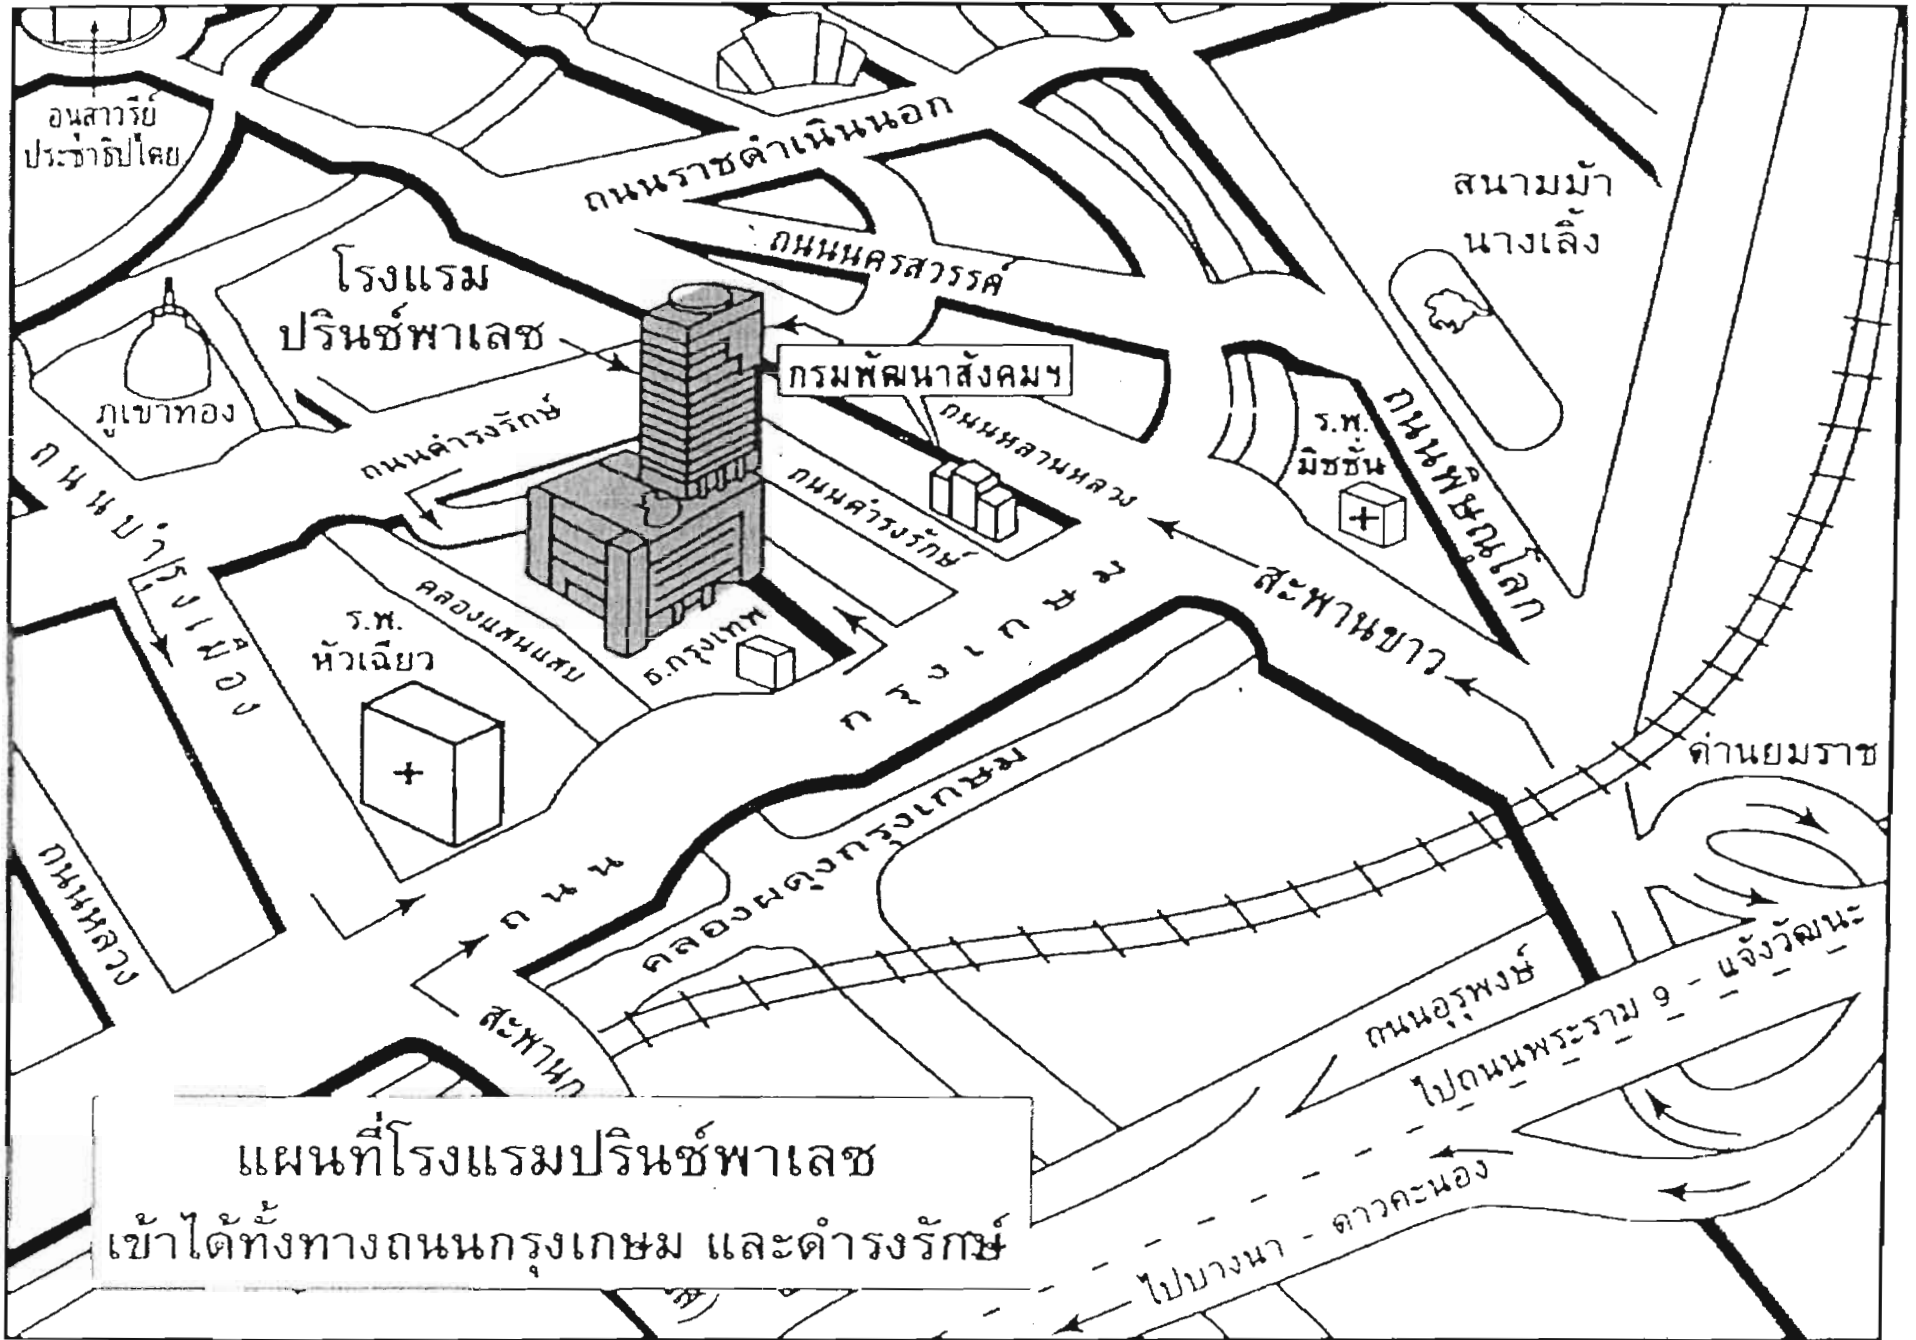 อนุสาวรีย์
ประชาธิปไตย
ถนนราชดำเนินนอก
สนามม้า
นางเลิ้ง
ถนนนครสวรรค์
โรงแรม
ปรินซ์พาเลซ
กรมพัฒนาสังคมฯ
ภูเขาทอง
ถนนดำรงรักษ์
ถนนหลานหลวง
ร.พ.
มิชชั่น
ถนนพิษณุโลก
ถนนบำรุงเมือง
ถนนดำรงรักษ์
สะพานขาว
ร.พ.
หัวเฉียว
คลองแสนแสบ
ธ.กรุงเทพ
ถนน กรุงเกษม
ด่านยมราช
คลองผดุงกรุงเกษม
ถนนหลวง
สะพานก
ถนนอุรุพงษ์
ไปถนนพระราม 9 - แจ้งวัฒนะ
ไปบางนา - ดาวคะนอง
แผนที่โรงแรมปรินซ์พาเลซ
เข้าได้ทั้งทางถนนกรุงเกษม และดำรงรักษ์